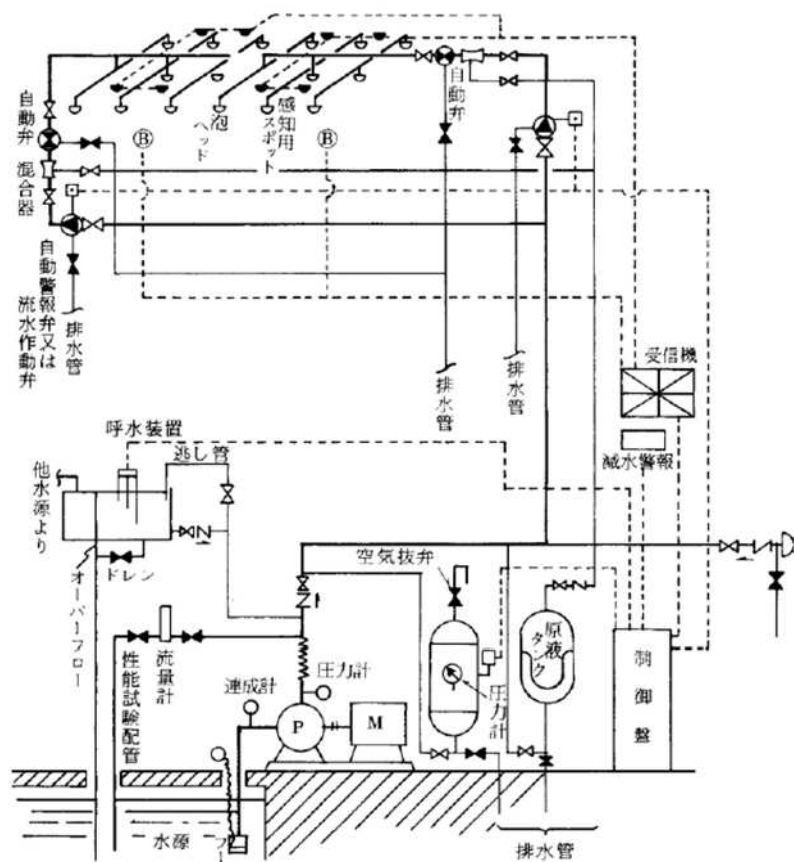 自動弁
混合器
自動警報弁又は
流水作動弁
排水管
泡
ヘッド
感知用
スポット
Ⓑ
Ⓑ
自動弁
排水管
排水管
受信機
減水警報
呼水装置
逃し管
他水源より
オーバーフロー
ドレン
性能試験配管
流量計
連成計
圧力計
P
M
空気抜弁
圧力計
原液
タンク
制御盤
水源
フー
排水管